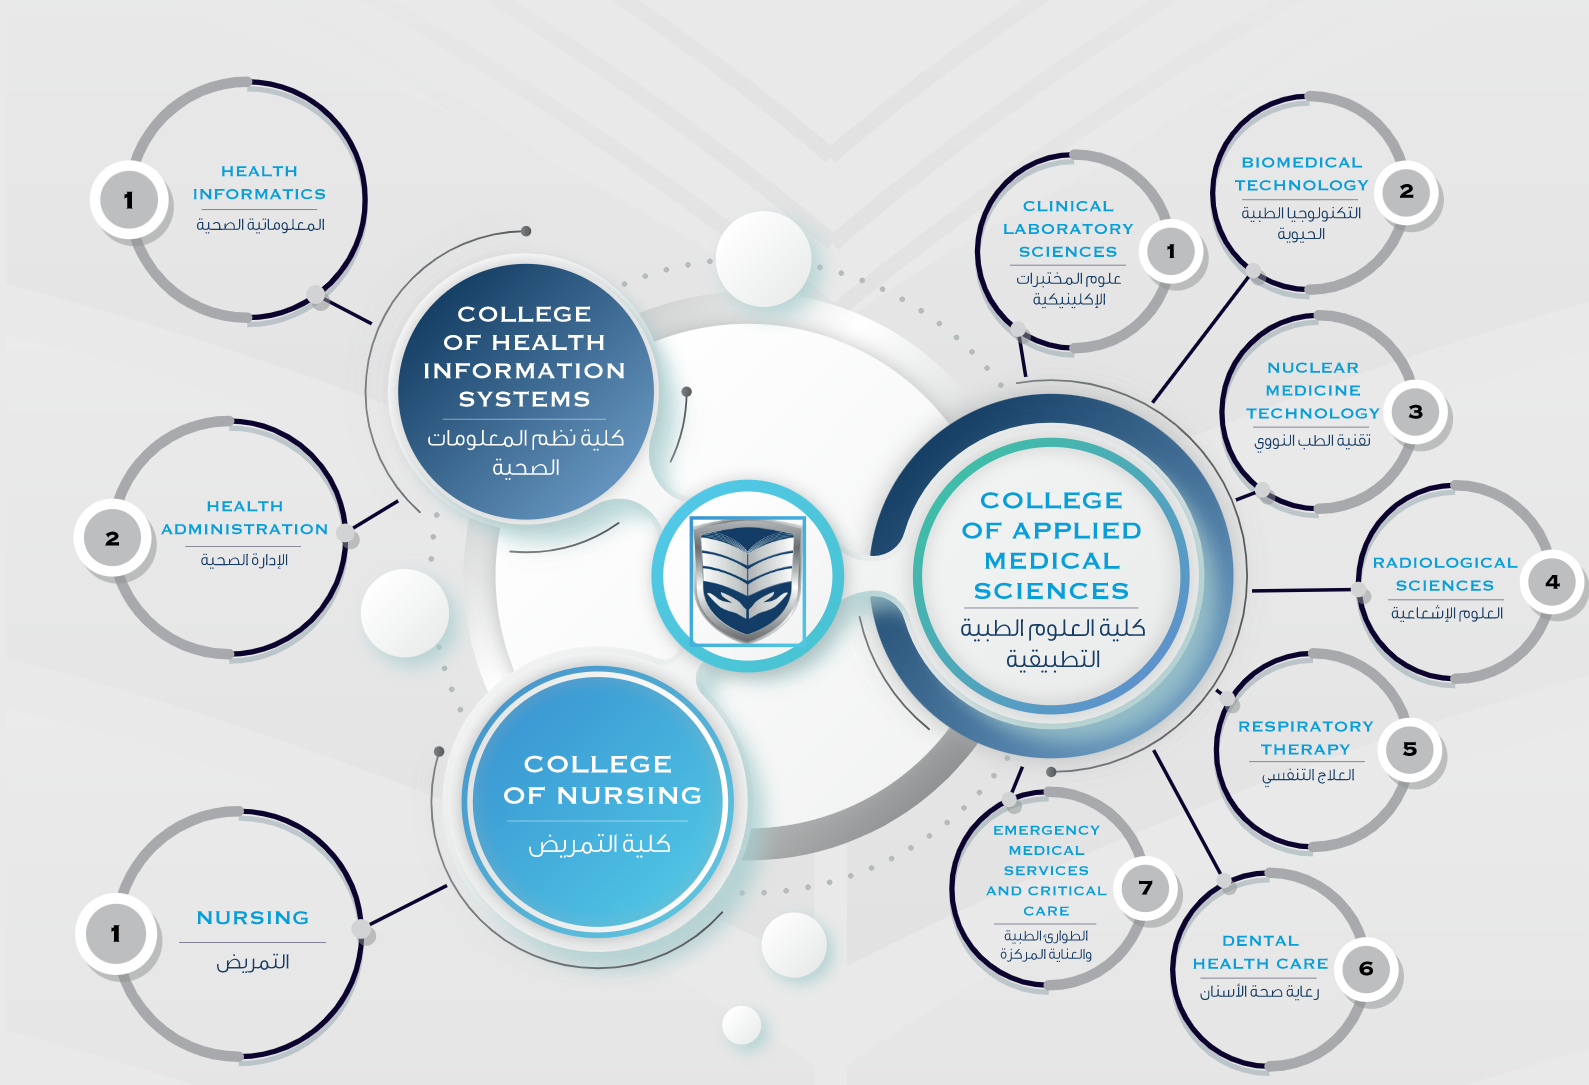 1
HEALTH
INFORMATICS
المعلوماتية الصحية
2
HEALTH
ADMINISTRATION
الإدارة الصحية
1
NURSING
التمريض
COLLEGE
OF HEALTH
INFORMATION
SYSTEMS
كلية نظم المعلومات
الصحية
COLLEGE
OF NURSING
كلية التمريض
COLLEGE
OF APPLIED
MEDICAL
SCIENCES
كلية العلوم الطبية
التطبيقية
CLINICAL
LABORATORY
SCIENCES
علوم المختبرات
الإكلينيكية
1
BIOMEDICAL
TECHNOLOGY
التكنولوجيا الطبية
الحيوية
2
NUCLEAR
MEDICINE
TECHNOLOGY
تقنية الطب النووي
3
RADIOLOGICAL
SCIENCES
العلوم الإشعاعية
4
RESPIRATORY
THERAPY
العلاج التنفسي
5
DENTAL
HEALTH CARE
رعاية صحة الأسنان
6
EMERGENCY
MEDICAL
SERVICES
AND CRITICAL
CARE
الطوارئ الطبية
والعناية المركزة
7